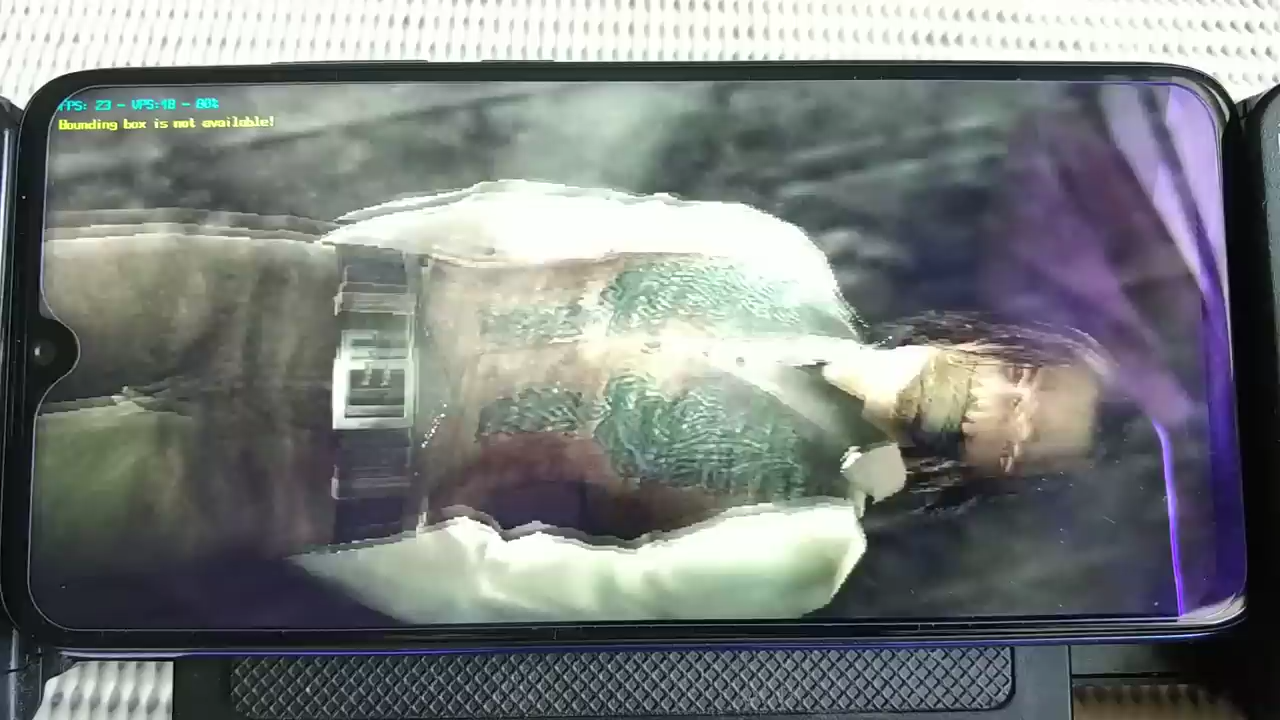 FPS: 23 - VPS:18 - 80%
Bounding box is not available!